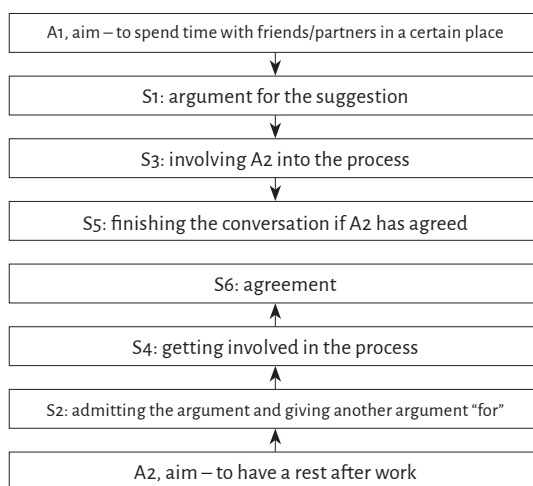 A1, aim – to spend time with friends/partners in a certain place
S1: argument for the suggestion
S3: involving A2 into the process
S5: finishing the conversation if A2 has agreed
S6: agreement
S4: getting involved in the process
S2: admitting the argument and giving another argument “for”
A2, aim – to have a rest after work